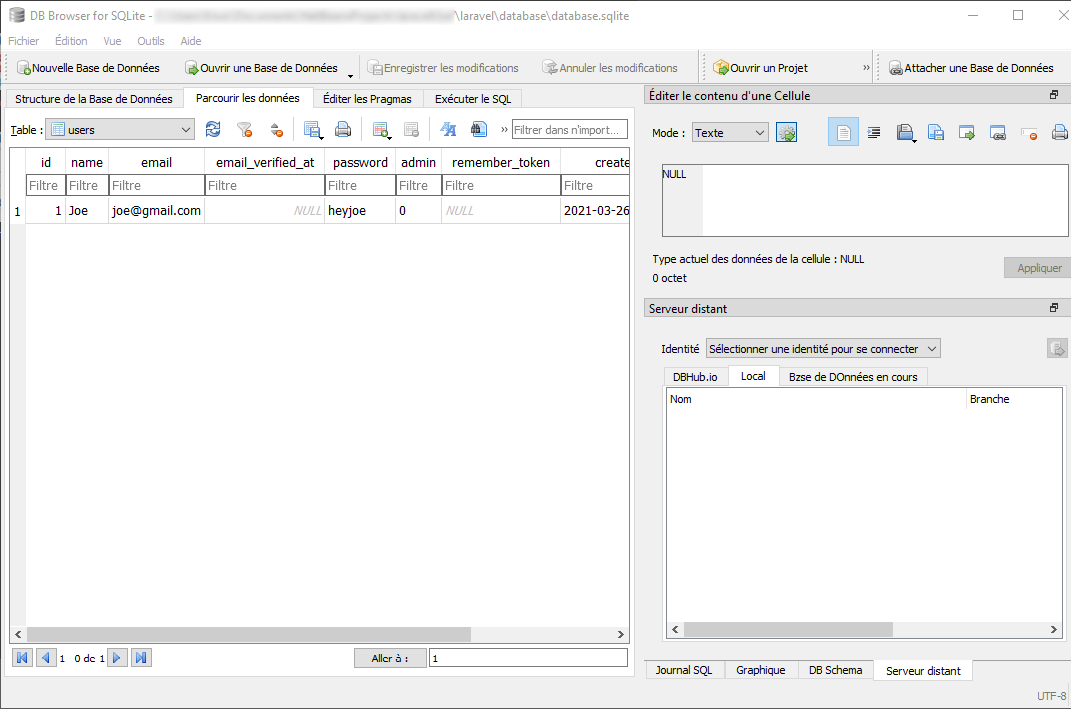 DB Browser for SQLite - \laravel\database\database.sqlite
Fichier Édition Vue Outils Aide
Nouvelle Base de Données Ouvrir une Base de Données Enregistrer les modifications Annuler les modifications Ouvrir un Projet » Attacher une Base de Données
Structure de la Base de Données Parcourir les données Éditer les Pragmas Exécuter le SQL
Table : users » Filtrer dans n'import...
id name email email_verified_at password admin remember_token create
Filtre Filtre Filtre Filtre Filtre Filtre Filtre Filtre
1 1 Joe joe@gmail.com NULL heyjoe 0 NULL 2021-03-26
1 0 de 1 Aller à : 1
Éditer le contenu d'une Cellule
Mode : Texte
NULL
Type actuel des données de la cellule : NULL
0 octet
Appliquer
Serveur distant
Identité Sélectionner une identité pour se connecter
DBHub.io Local Bzse de DOnnées en cours
Nom Branche
Journal SQL Graphique DB Schema Serveur distant
UTF-8